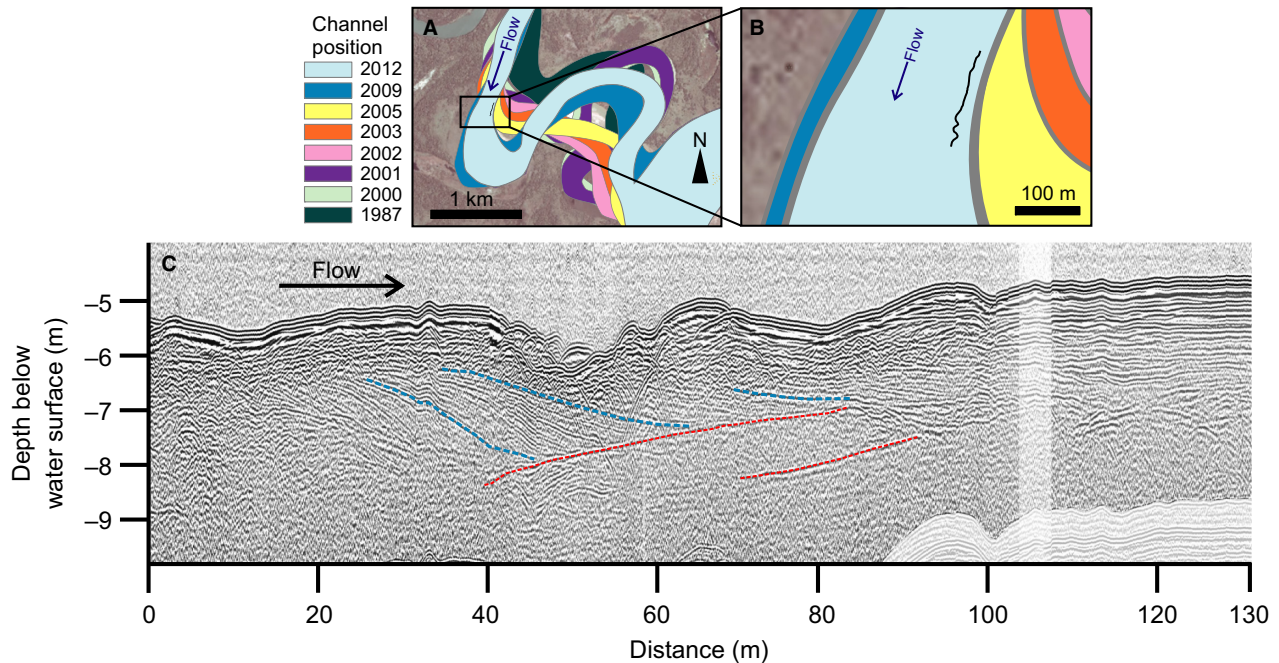 Channel
position
2012
2009
2005
2003
2002
2001
2000
1987
A
Flow
N
1 km
B
Flow
100 m
C
Flow
Depth below
water surface (m)
–5
–6
–7
–8
–9
0 20 40 60 80 100 120 130
Distance (m)